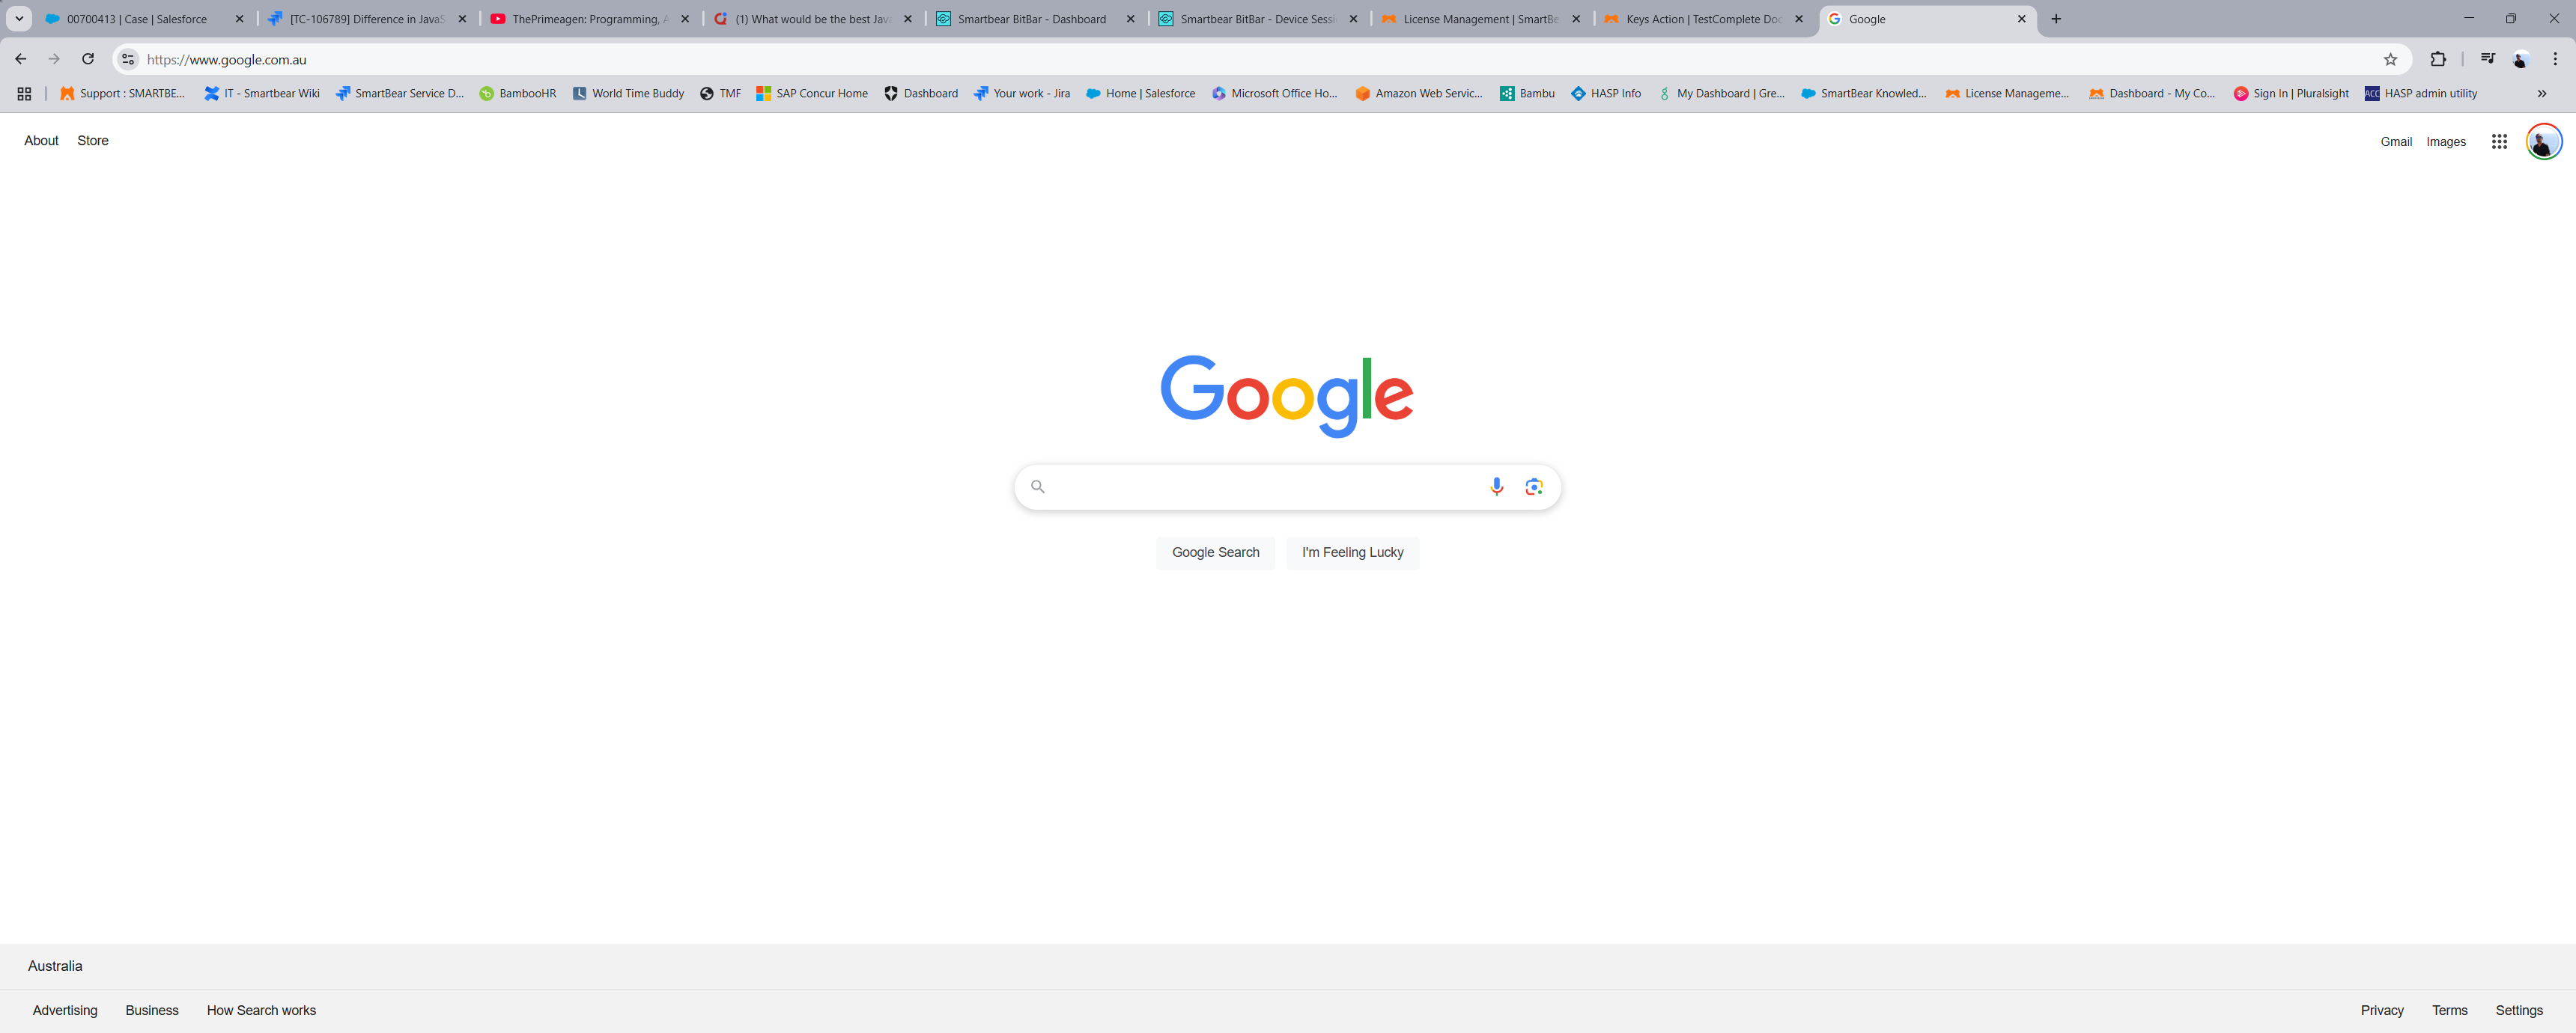 00700413 | Case | Salesforce
[TC-106789] Difference in JavaS
ThePrimeagen: Programming, A
(1) What would be the best Java
Smartbear BitBar - Dashboard
Smartbear BitBar - Device Sessi
License Management | SmartBe
Keys Action | TestComplete Doc
Google
https://www.google.com.au
Support : SMARTBE...
IT - Smartbear Wiki
SmartBear Service D...
BambooHR
World Time Buddy
TMF
SAP Concur Home
Dashboard
Your work - Jira
Home | Salesforce
Microsoft Office Ho...
Amazon Web Servic...
Bambu
HASP Info
My Dashboard | Gre...
SmartBear Knowled...
License Manageme...
Dashboard - My Co...
Sign In | Pluralsight
ACC
HASP admin utility
About
Store
Gmail
Images
Google
Google Search
I'm Feeling Lucky
Australia
Advertising
Business
How Search works
Privacy
Terms
Settings